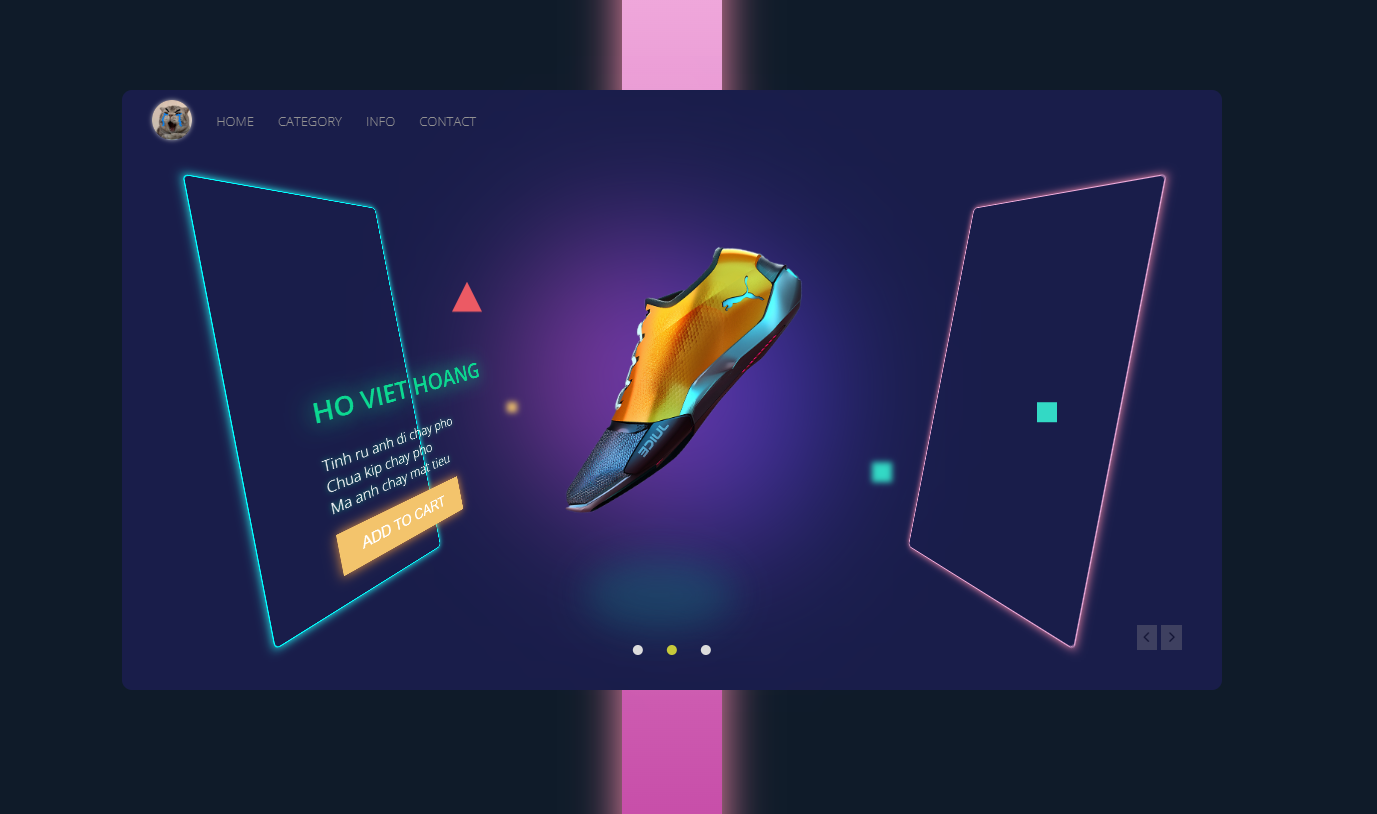 HOME CATEGORY INFO CONTACT
HO VIET HOANG
Tinh ru anh di chay pho
Chua kip chay pho
Ma anh chay mat tieu
ADD TO CART
JUICE